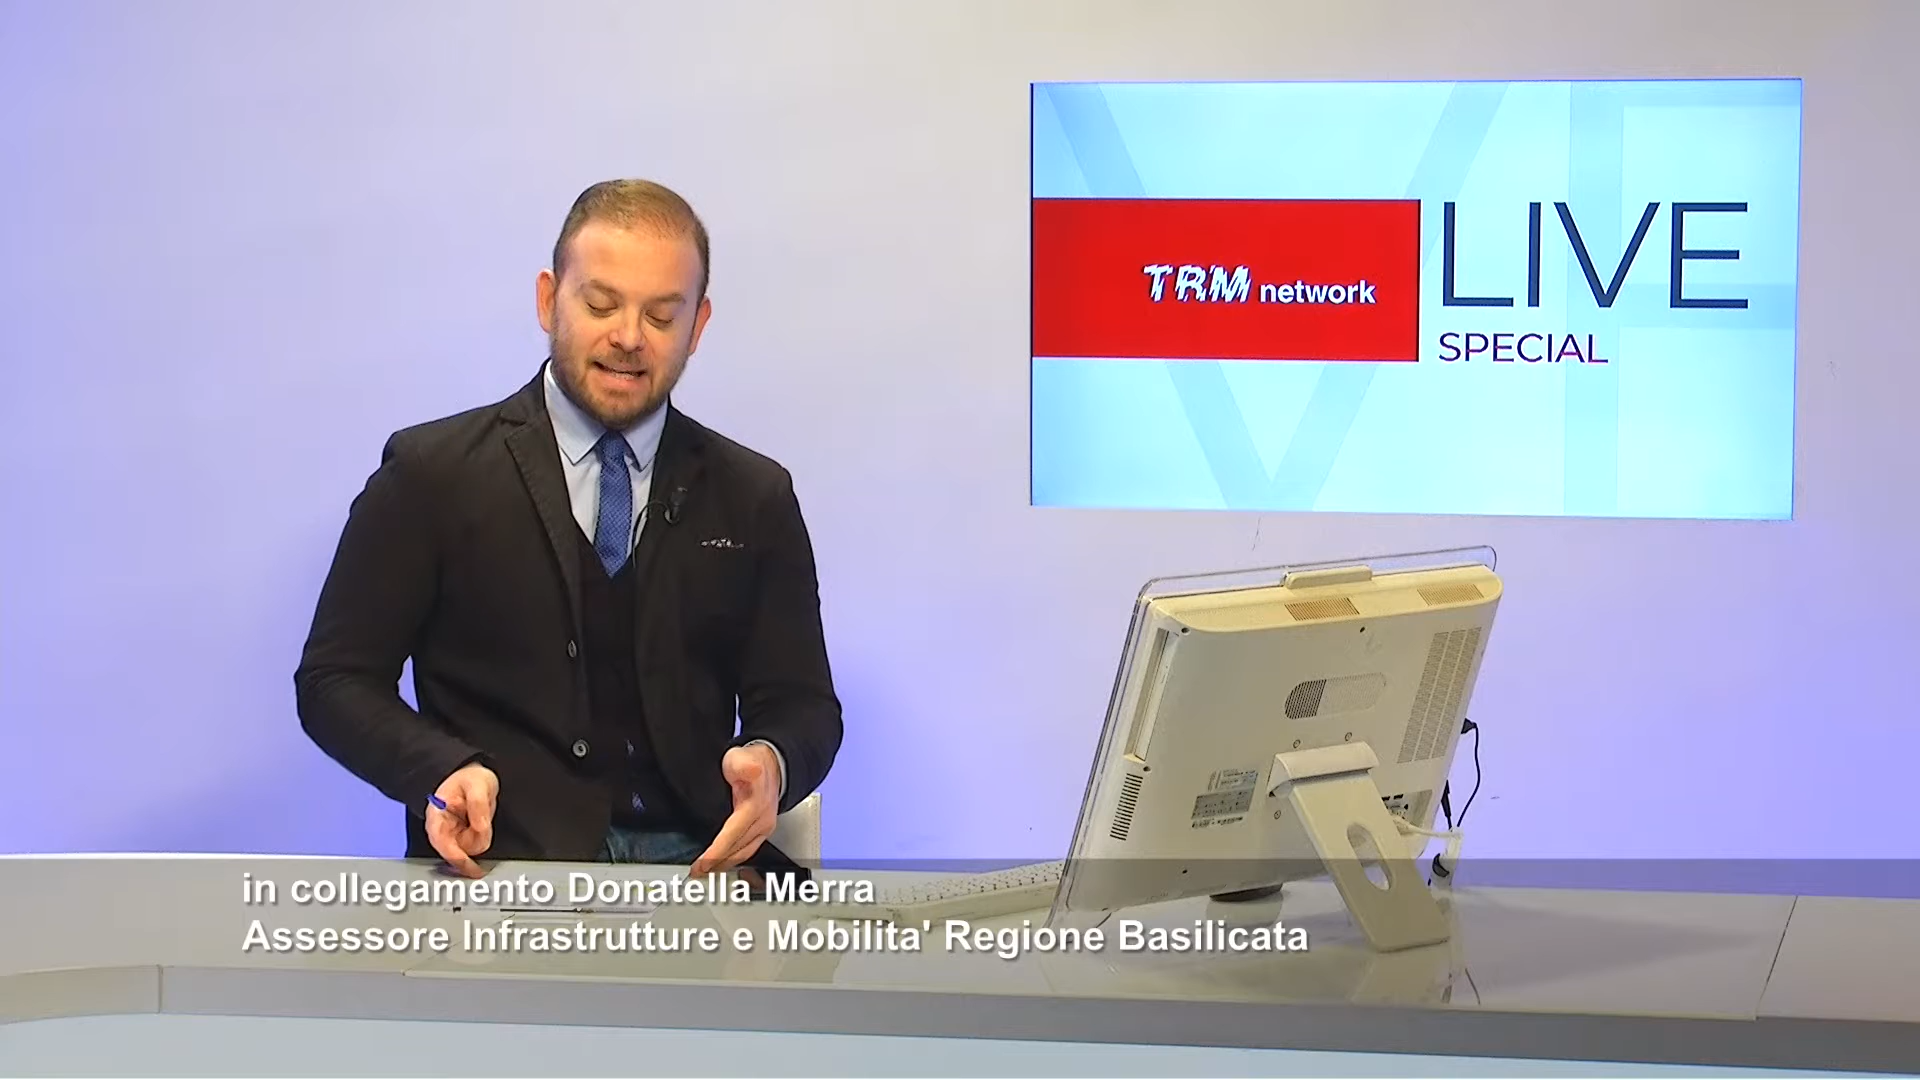 LIVE
TRM network
SPECIAL
in collegamento Donatella Merra
Assessore Infrastrutture e Mobilita' Regione Basilicata